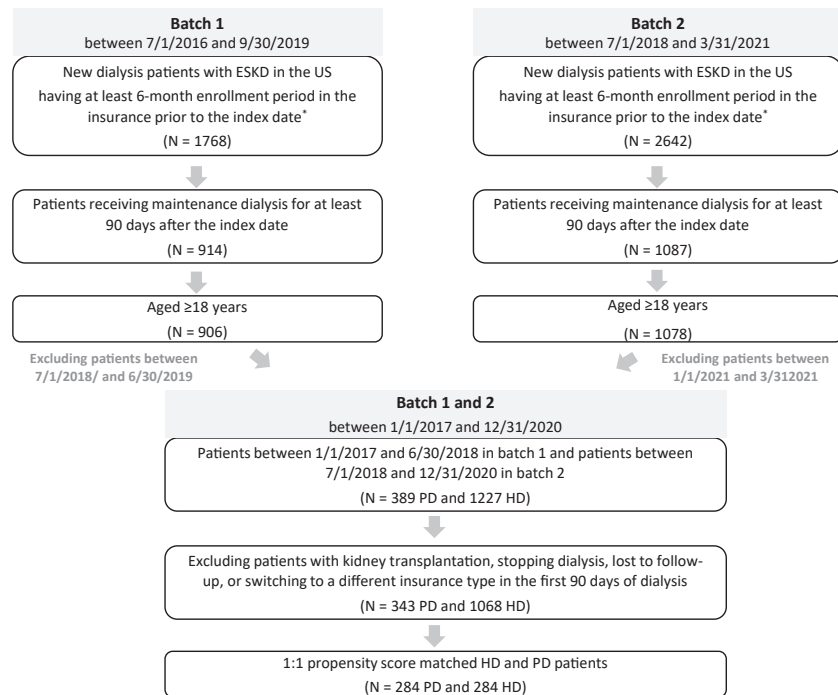 Batch 1
between 7/1/2016 and 9/30/2019
New dialysis patients with ESKD in the US
having at least 6-month enrollment period in the
insurance prior to the index date*
(N = 1768)
Patients receiving maintenance dialysis for at least
90 days after the index date
(N = 914)
Aged ≥18 years
(N = 906)
Excluding patients between
7/1/2018/ and 6/30/2019
Batch 2
between 7/1/2018 and 3/31/2021
New dialysis patients with ESKD in the US
having at least 6-month enrollment period in the
insurance prior to the index date*
(N = 2642)
Patients receiving maintenance dialysis for at least
90 days after the index date
(N = 1087)
Aged ≥18 years
(N = 1078)
Excluding patients between
1/1/2021 and 3/312021
Batch 1 and 2
between 1/1/2017 and 12/31/2020
Patients between 1/1/2017 and 6/30/2018 in batch 1 and patients between
7/1/2018 and 12/31/2020 in batch 2
(N = 389 PD and 1227 HD)
Excluding patients with kidney transplantation, stopping dialysis, lost to follow-
up, or switching to a different insurance type in the first 90 days of dialysis
(N = 343 PD and 1068 HD)
1:1 propensity score matched HD and PD patients
(N = 284 PD and 284 HD)